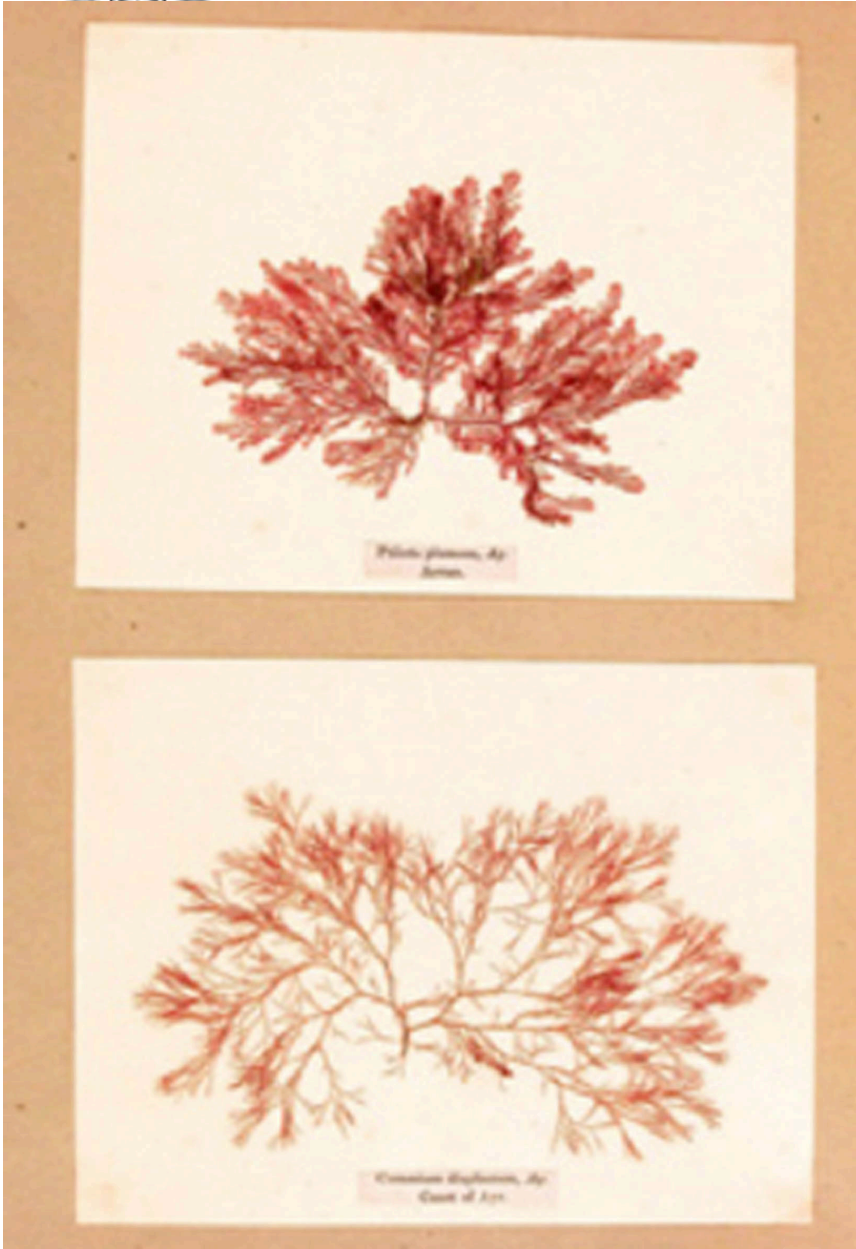 Ptilota plumosa, Ag.
Arran.
Ceramium diaphanum, Ag.
Coast of Ayr.